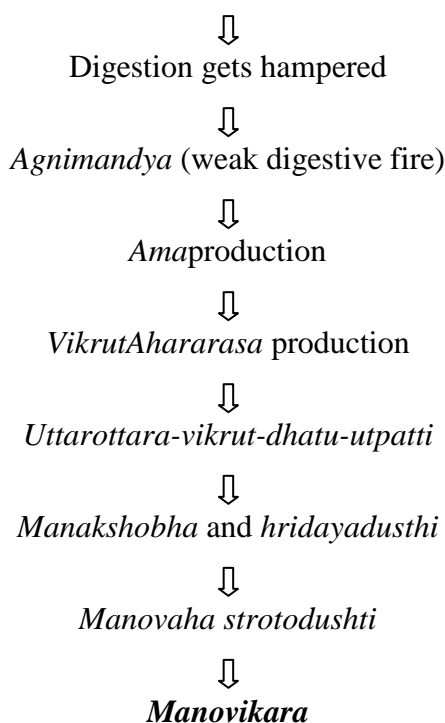 ⇩
Digestion gets hampered
⇩
Agnimandya (weak digestive fire)
⇩
Amaproduction
⇩
VikrutAhararasa production
⇩
Uttarottara-vikrut-dhatu-utpatti
⇩
Manakshobha and hridayadusthi
⇩
Manovaha strotodushti
⇩
Manovikara